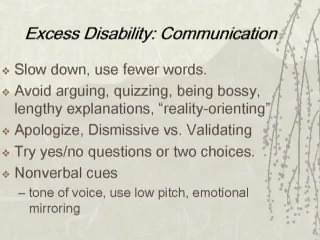 Excess Disability: Communication
Slow down, use fewer words.
Avoid arguing, quizzing, being bossy,
lengthy explanations, “reality-orienting”
Apologize, Dismissive vs. Validating
Try yes/no questions or two choices.
Nonverbal cues
– tone of voice, use low pitch, emotional
mirroring